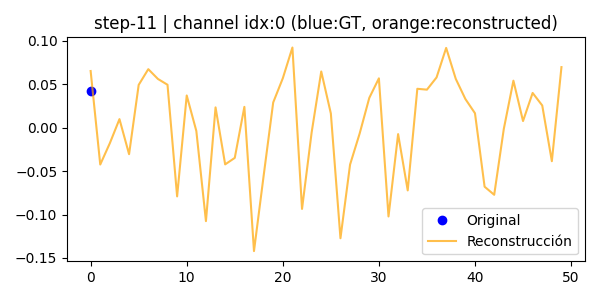 step-11 | channel idx:0 (blue:GT, orange:reconstructed)
0.10
0.05
0.00
−0.05
−0.10
−0.15
0 10 20 30 40 50
Original
Reconstrucción